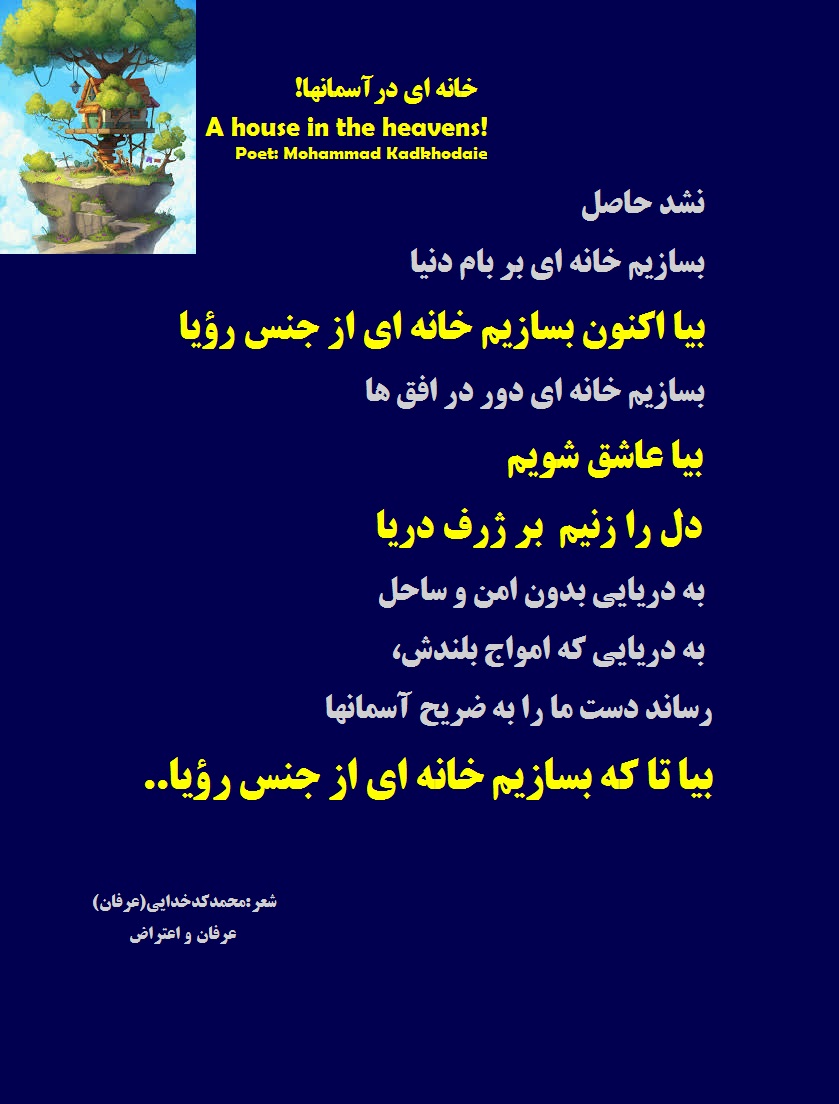 خانه ای در آسمانها!
A house in the heavens!
Poet: Mohammad Kadkhodaie
نشد حاصل
بسازیم خانه ای بر بام دنیا
بیا اکنون بسازیم خانه ای از جنس رؤیا
بسازیم خانه ای دور در افق ها
بیا عاشق شویم
دل را زنیم بر ژرف دریا
به دریایی بدون امن و ساحل
به دریایی که امواج بلندش،
رساند دست ما را به ضریح آسمانها
بیا تا که بسازیم خانه ای از جنس رؤیا..
شعر:محمدکدخدایی(عرفان)
عرفان و اعتراض